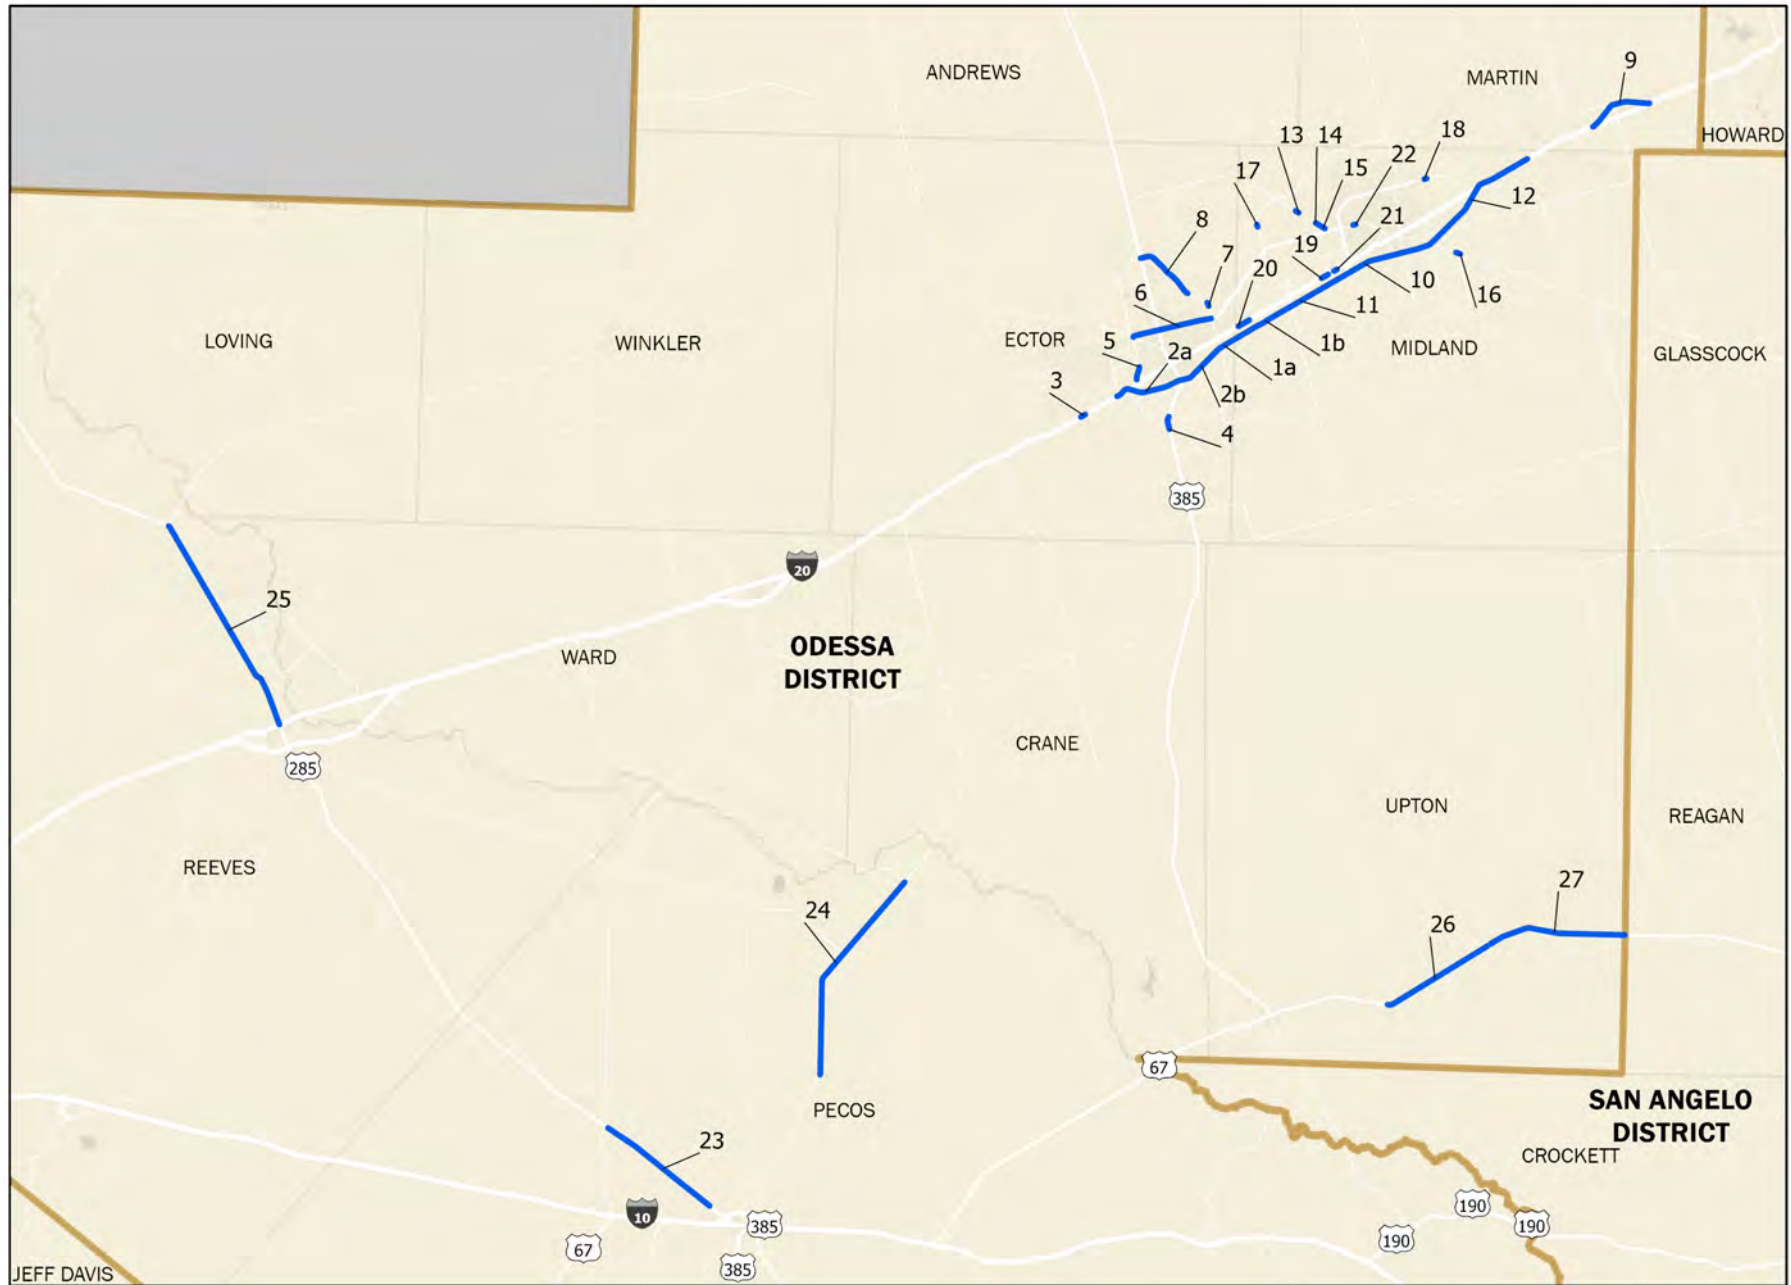 9
ANDREWS
MARTIN
HOWARD
13
14
18
15
22
17
12
8
21
19
7
20
10
16
6
11
LOVING
WINKLER
ECTOR
5
2a
1b
MIDLAND
GLASSCOCK
3
1a
2b
4
385
20
25
ODESSA
DISTRICT
WARD
CRANE
285
UPTON
REAGAN
REEVES
27
24
26
67
SAN ANGELO
DISTRICT
PECOS
23
CROCKETT
190
10
385
190
67
190
385
JEFF DAVIS